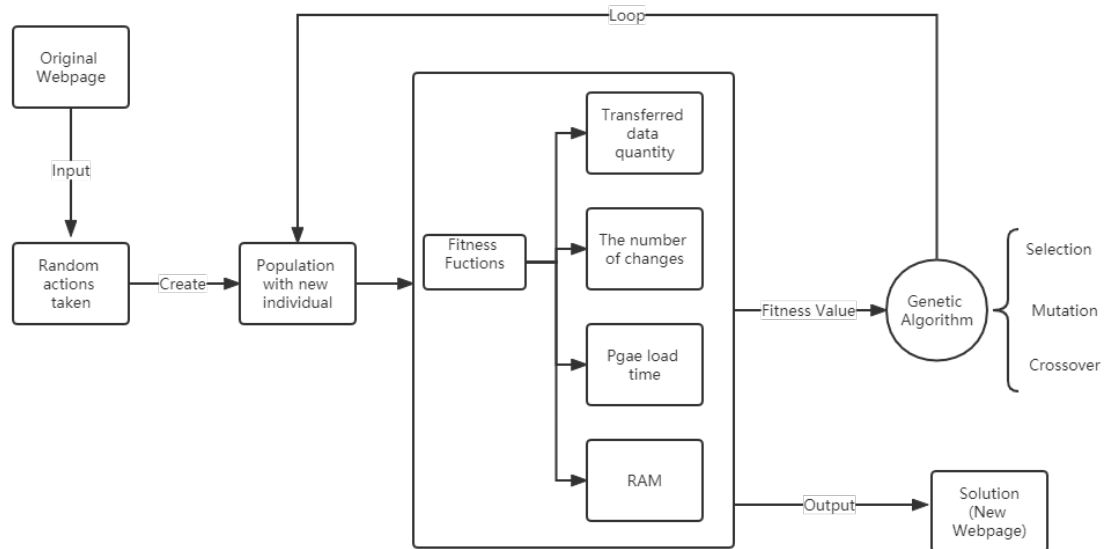 Loop
Original
Webpage
Input
Random
actions
taken
Create
Population
with new
individual
Fitness
Fuctions
Transferred
data
quantity
The number
of changes
Pgae load
time
RAM
Fitness Value
Genetic
Algorithm
Selection
Mutation
Crossover
Output
Solution
(New
Webpage)